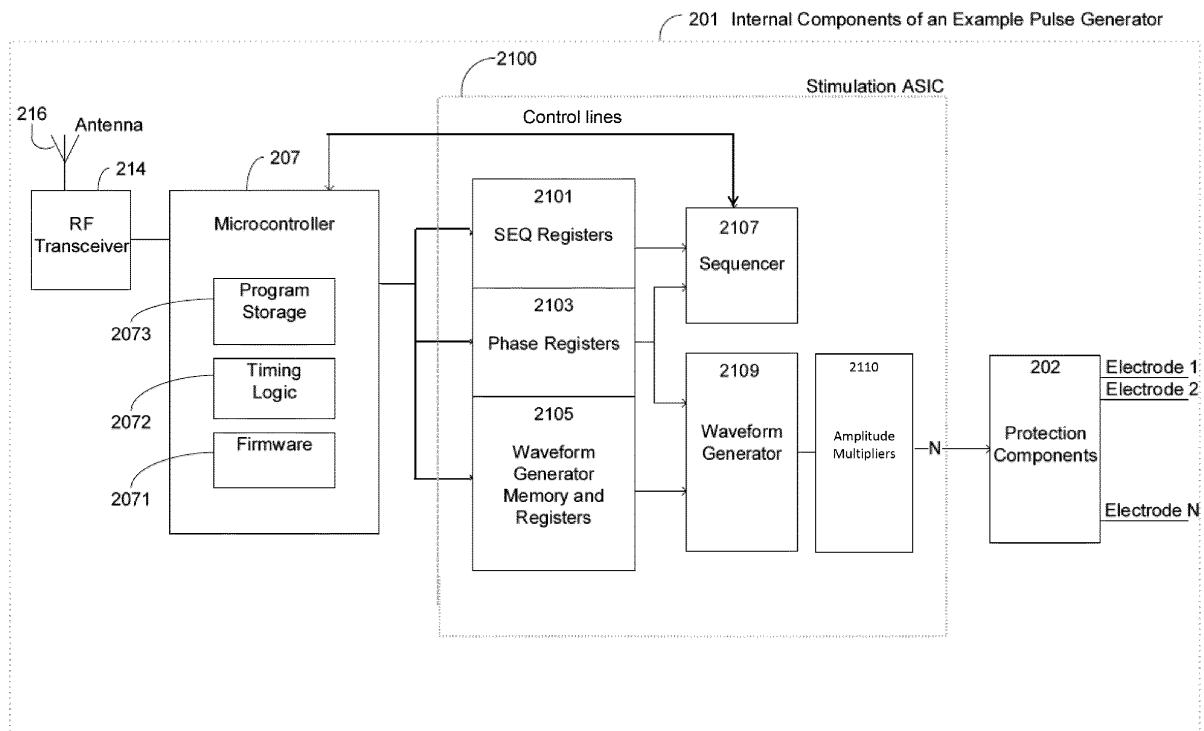 201 Internal Components of an Example Pulse Generator
2100
Stimulation ASIC
216
Antenna
Control lines
214
207
RF
Transceiver
Microcontroller
2101
SEQ Registers
2107
Sequencer
Program
Storage
2073
2103
Phase Registers
Timing
Logic
2072
2109
Waveform
Generator
2110
Amplitude
Multipliers
N
202
Protection
Components
Electrode 1
Electrode 2
Electrode N
2105
Waveform
Generator
Memory and
Registers
Firmware
2071